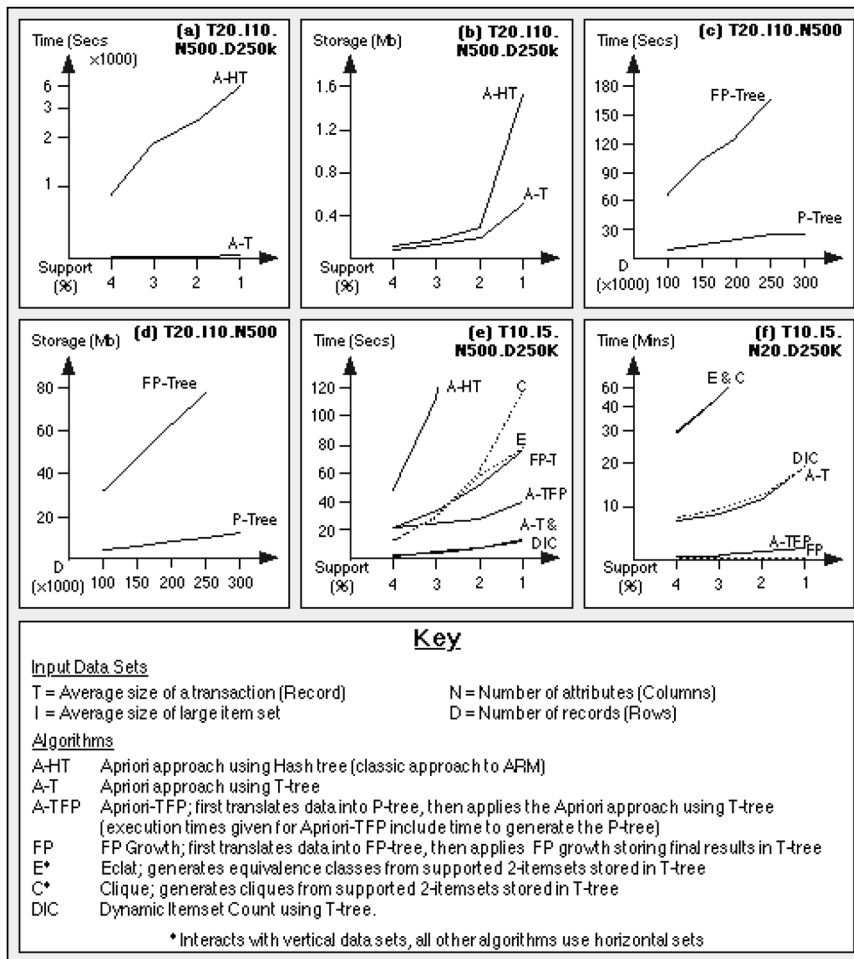 (a) T20.I10.
N500.D250k
Time (Secs
×1000)
6
3
2
1
A-HT
A-T
Support
(%)
4 3 2 1
(b) T20.I10.
N500.D250k
Storage (Mb)
1.6
1.2
0.8
0.4
A-HT
A-T
Support
(%)
4 3 2 1
(c) T20.I10.N500
Time (Secs)
180
150
120
90
60
30
FP-Tree
P-Tree
D
(×1000)
100 150 200 250 300
(d) T20.I10.N500
Storage (Mb)
80
60
40
20
FP-Tree
P-Tree
D
(×1000)
100 150 200 250 300
(e) T10.I5.
N500.D250K
Time (Secs)
120
100
80
60
40
20
A-HT
C
E
FP-T
A-TFP
A-T &
DIC
Support
(%)
4 3 2 1
(f) T10.I5.
N20.D250K
Time (Mins)
60
40
30
20
10
E & C
DIC
A-T
A-TFP
FP
Support
(%)
4 3 2 1
Key
Input Data Sets
T = Average size of a transaction (Record)
N = Number of attributes (Columns)
I = Average size of large item set
D = Number of records (Rows)
Algorithms
A-HT Apriori approach using Hash tree (classic approach to ARM)
A-T Apriori approach using T-tree
A-TFP Apriori-TFP; first translates data into P-tree, then applies the Apriori approach using T-tree
(execution times given for Apriori-TFP include time to generate the P-tree)
FP FP Growth; first translates data into FP-tree, then applies FP growth storing final results in T-tree
E* Eclat; generates equivalence classes from supported 2-itemsets stored in T-tree
C* Clique; generates cliques from supported 2-itemsets stored in T-tree
DIC Dynamic Itemset Count using T-tree.
* Interacts with vertical data sets, all other algorithms use horizontal sets